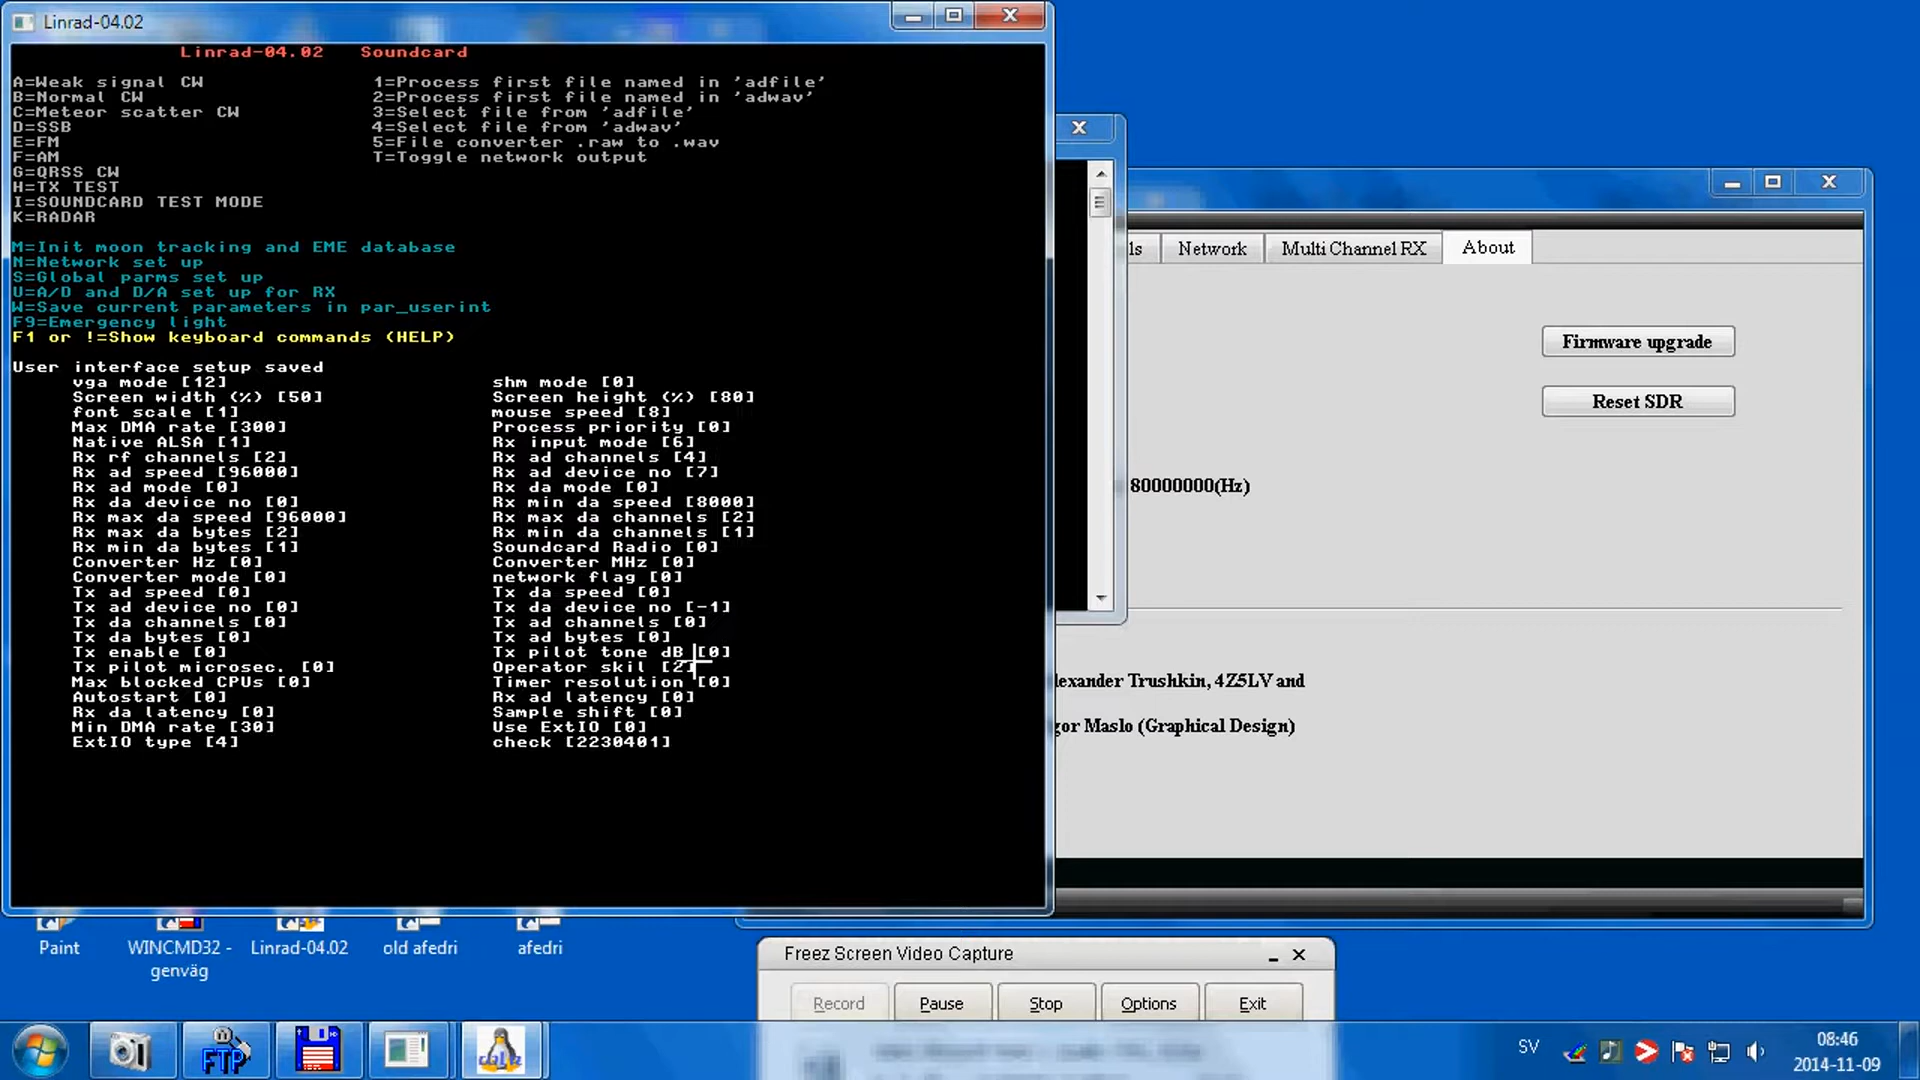 Linrad-04.02
Linrad-04.02 Soundcard
A=Weak signal CW 1=Process first file named in 'adfile'
B=Normal CW 2=Process first file named in 'adwav'
C=Meteor scatter CW 3=Select file from 'adfile'
D=SSB 4=Select file from 'adwav'
E=FM 5=File converter .raw to .wav
F=AM T=Toggle network output
G=QRSS CW
H=TX TEST
I=SOUNDCARD TEST MODE
K=RADAR
M=Init moon tracking and EME database
N=Network set up
S=Global parms set up
U=A/D and D/A set up for RX
W=Save current parameters in par_userint
F9=Emergency light
F1 or !=Show keyboard commands (HELP)
User interface setup saved
vga mode [12] shm mode [0]
Screen width (%) [50] Screen height (%) [80]
font scale [1] mouse speed [8]
Max DMA rate [300] Process priority [0]
Native ALSA [1] Rx input mode [6]
Rx rf channels [2] Rx ad channels [4]
Rx ad speed [96000] Rx ad device no [7]
Rx ad mode [0] Rx da mode [0]
Rx da device no [0] Rx min da speed [8000]
Rx max da speed [96000] Rx max da channels [2]
Rx max da bytes [2] Rx min da channels [1]
Rx min da bytes [1] Soundcard Radio [0]
Converter Hz [0] Converter MHz [0]
Converter mode [0] network flag [0]
Tx ad speed [0] Tx da speed [0]
Tx ad device no [0] Tx da device no [-1]
Tx da channels [0] Tx ad channels [0]
Tx da bytes [0] Tx ad bytes [0]
Tx enable [0] Tx pilot tone dB [0]
Tx pilot microsec. [0] Operator skil [2]
Max blocked CPUs [0] Timer resolution [0]
Autostart [0] Rx ad latency [0]
Rx da latency [0] Sample shift [0]
Min DMA rate [30] Use ExtIO [0]
ExtIO type [4] check [2230401]
ls Network Multi Channel RX About
Firmware upgrade
Reset SDR
80000000(Hz)
lexander Trushkin, 4Z5LV and
gor Maslo (Graphical Design)
Paint WINCMD32 - genväg Linrad-04.02 old afedri afedri
Freez Screen Video Capture
Record Pause Stop Options Exit
FTP
SV
08:46
2014-11-09